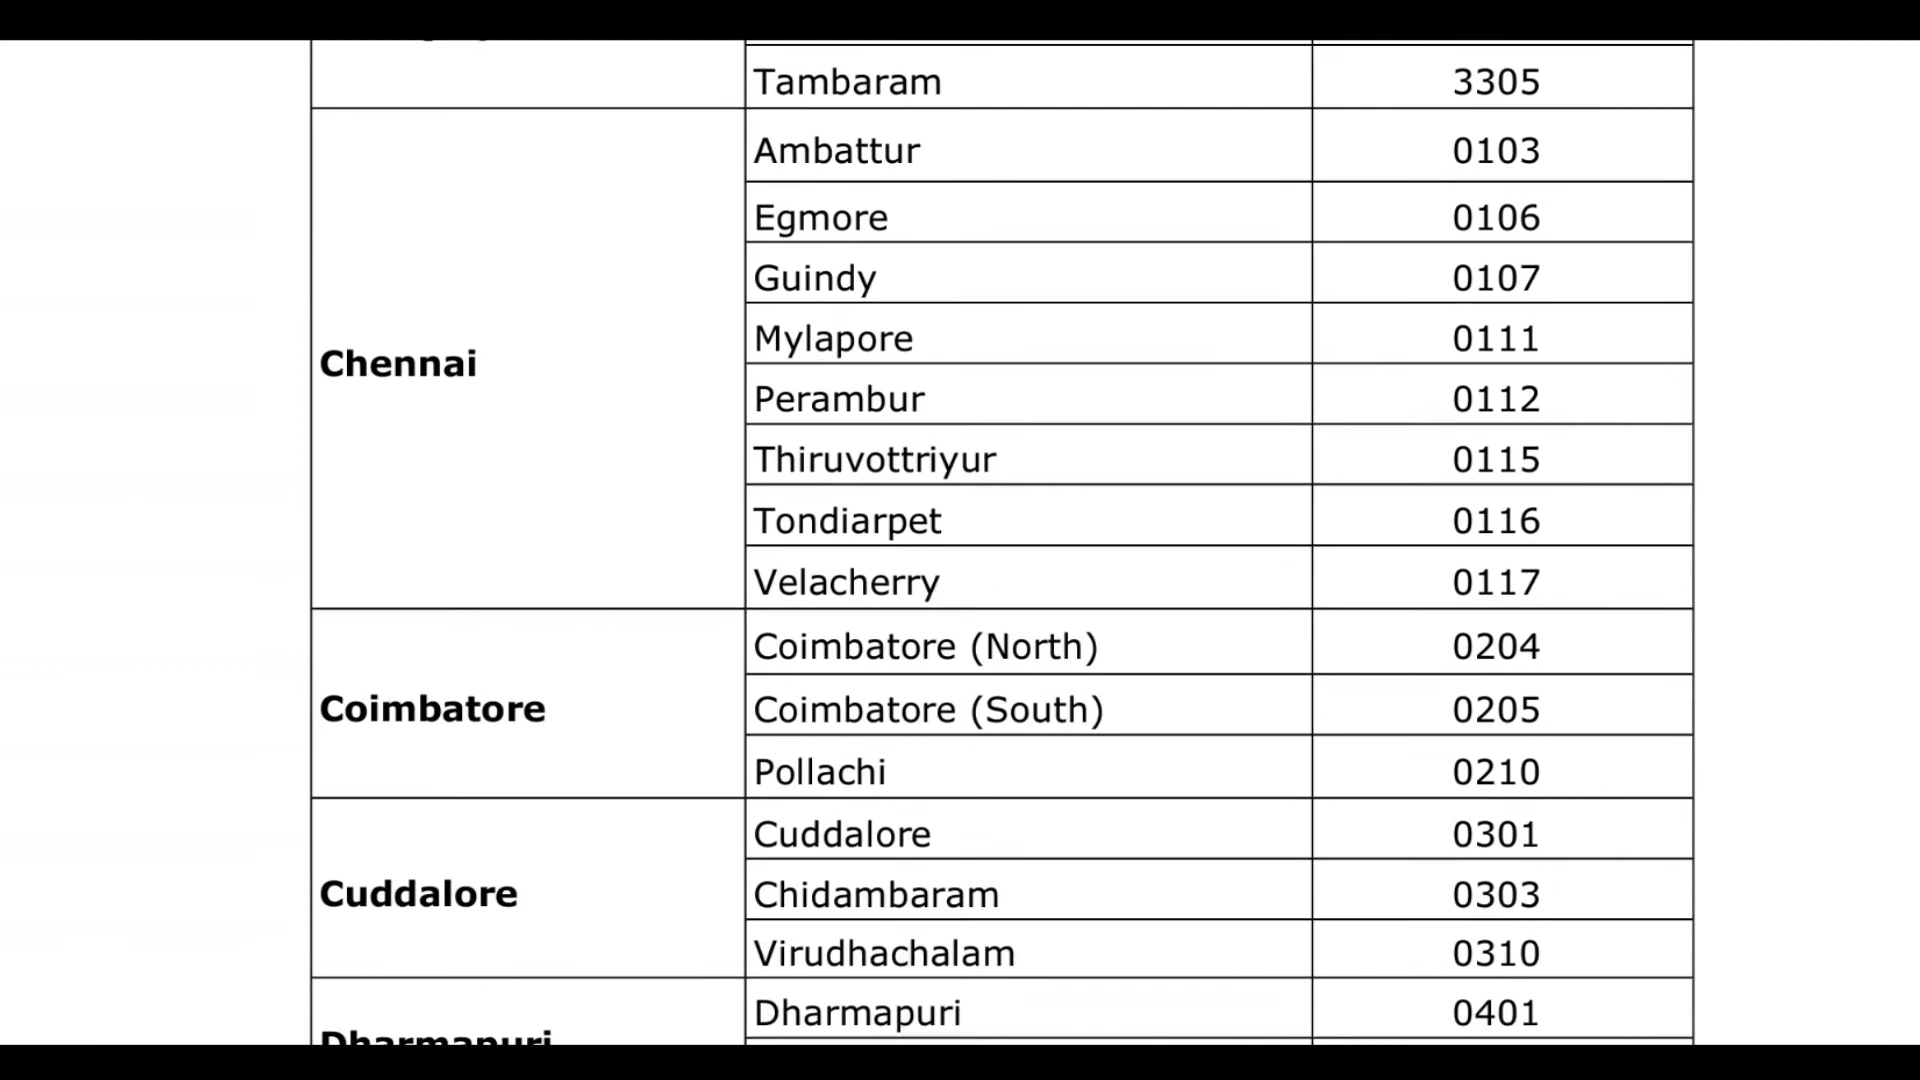 Tambaram 3305
Ambattur 0103
Egmore 0106
Guindy 0107
Mylapore 0111
Chennai
Perambur 0112
Thiruvottriyur 0115
Tondiarpet 0116
Velacherry 0117
Coimbatore (North) 0204
Coimbatore Coimbatore (South) 0205
Pollachi 0210
Cuddalore 0301
Cuddalore Chidambaram 0303
Virudhachalam 0310
Dharmapuri 0401
Dharmapuri